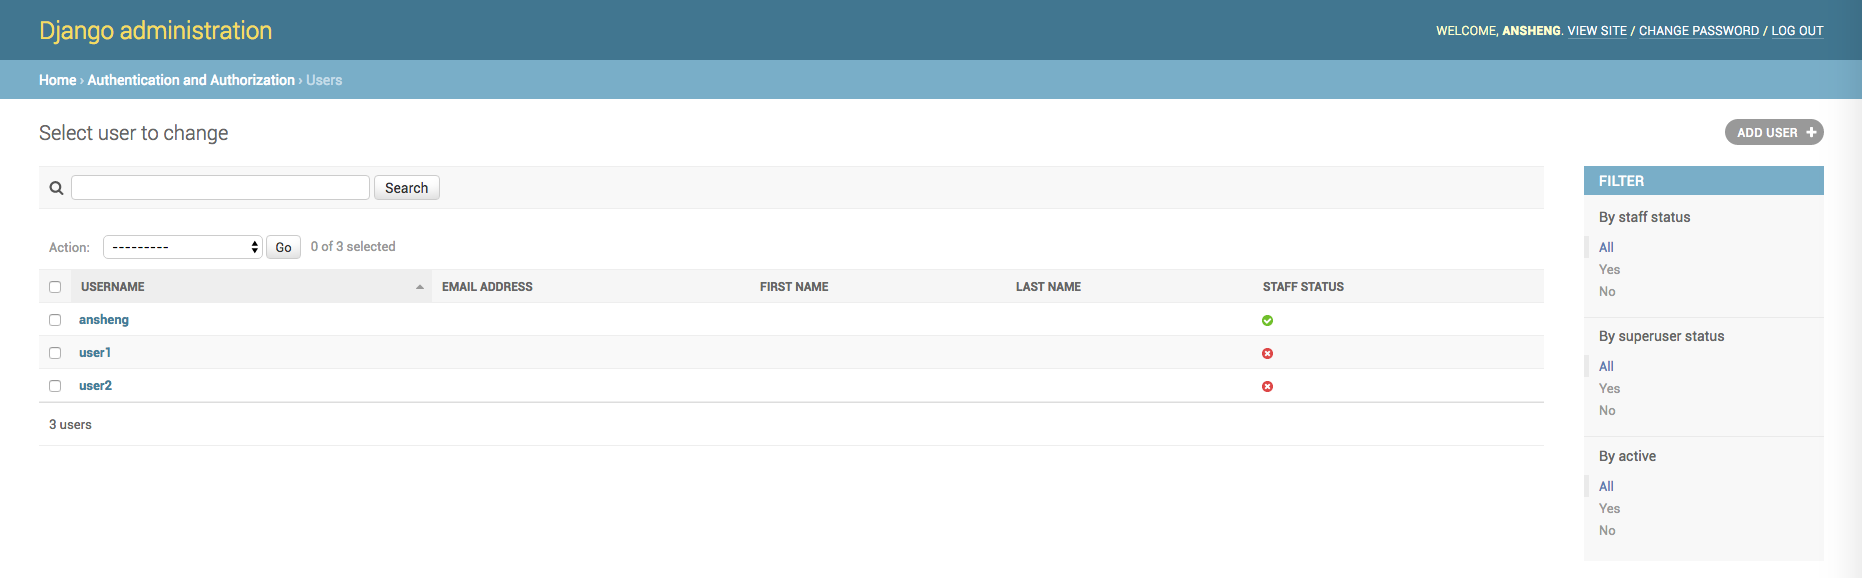 Django administration
WELCOME, ANSHENG. VIEW SITE / CHANGE PASSWORD / LOG OUT
Home › Authentication and Authorization › Users
Select user to change
ADD USER +
Search
Action: --------- Go 0 of 3 selected
USERNAME EMAIL ADDRESS FIRST NAME LAST NAME STAFF STATUS
ansheng
user1
user2
3 users
FILTER
By staff status
All
Yes
No
By superuser status
All
Yes
No
By active
All
Yes
No